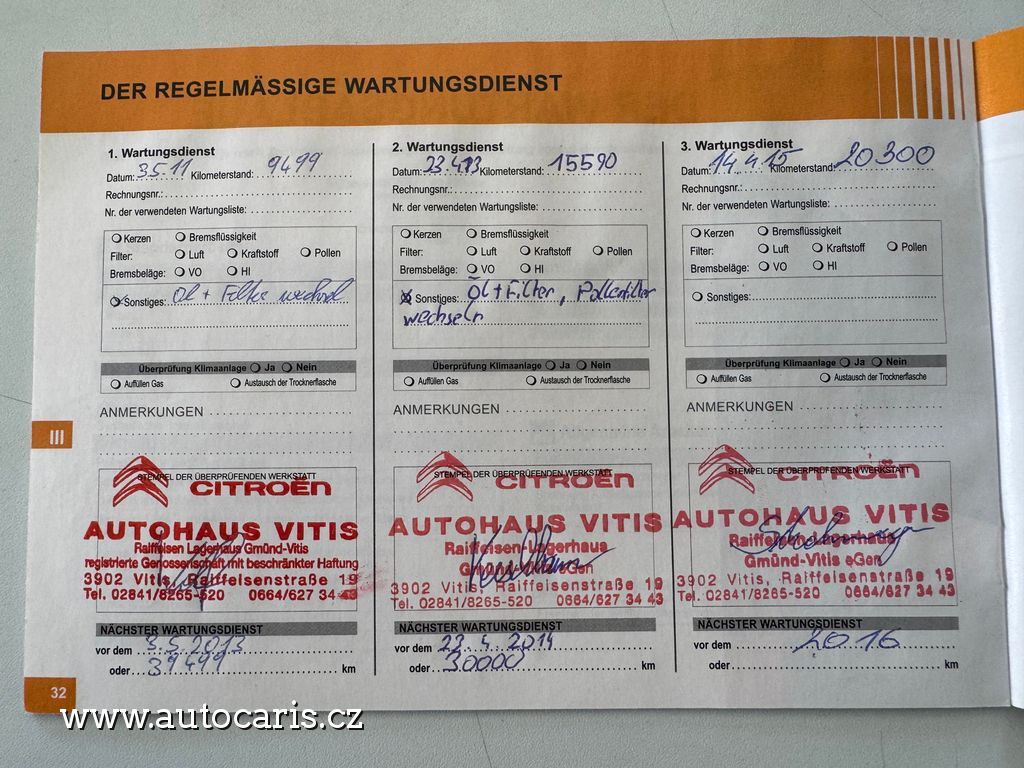 DER REGELMÄSSIGE WARTUNGSDIENST
1. Wartungsdienst
Datum: 3.5.11 Kilometerstand: 9499
Rechnungsnr.:
Nr. der verwendeten Wartungsliste:
Kerzen Bremsflüssigkeit
Filter: Luft Kraftstoff Pollen
Bremsbeläge: VO HI
Sonstiges: Öl + Filter wechsel
Überprüfung Klimaanlage Ja Nein
Auffüllen Gas Austausch der Trocknerflasche
ANMERKUNGEN
STEMPEL DER ÜBERPRÜFENDEN WERKSTATT
CITROËN
AUTOHAUS VITIS
Raiffeisen Lagerhaus Gmünd-Vitis
registrierte Genossenschaft mit beschränkter Haftung
3902 Vitis, Raiffeisenstraße 19
Tel. 02841/8265-520 0664/627 34 43
NÄCHSTER WARTUNGSDIENST
vor dem 3.5.2013
oder 39499 km
2. Wartungsdienst
Datum: 23.4.13 Kilometerstand: 15590
Rechnungsnr.:
Nr. der verwendeten Wartungsliste:
Kerzen Bremsflüssigkeit
Filter: Luft Kraftstoff Pollen
Bremsbeläge: VO HI
Sonstiges: Öl + Filter, Pollenfilter
wechseln
Überprüfung Klimaanlage Ja Nein
Auffüllen Gas Austausch der Trocknerflasche
ANMERKUNGEN
STEMPEL DER ÜBERPRÜFENDEN WERKSTATT
CITROËN
AUTOHAUS VITIS
Raiffeisen-Lagerhaus
Gmünd-Vitis eGen
3902 Vitis, Raiffeisenstraße 19
Tel. 02841/8265-520 0664/627 34 43
NÄCHSTER WARTUNGSDIENST
vor dem 23.4.2014
oder 30000 km
3. Wartungsdienst
Datum: 14.4.15 Kilometerstand: 20300
Rechnungsnr.:
Nr. der verwendeten Wartungsliste:
Kerzen Bremsflüssigkeit
Filter: Luft Kraftstoff Pollen
Bremsbeläge: VO HI
Sonstiges:
Überprüfung Klimaanlage Ja Nein
Auffüllen Gas Austausch der Trocknerflasche
ANMERKUNGEN
STEMPEL DER ÜBERPRÜFENDEN WERKSTATT
CITROËN
AUTOHAUS VITIS
Raiffeisen-Lagerhaus
Gmünd-Vitis eGen
3902 Vitis, Raiffeisenstraße 19
Tel. 02841/8265-520 0664/627 34 43
NÄCHSTER WARTUNGSDIENST
vor dem 2016
oder km
III
32
www.autocaris.cz